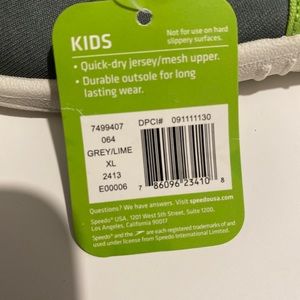 KIDS
Not for use on hard
slippery surfaces.
• Quick-dry jersey/mesh upper.
• Durable outsole for long
lasting wear.
7499407 DPCI# 091111130
064
GREY/LIME
XL
2413
E00006 7 86096 23410 8
Questions? We have answers. Visit speedousa.com
Speedo® USA, 1201 West 5th Street, Suite 1200.
Los Angeles, California 90017
Speedo® and the are each registered trademarks of and
used under license from Speedo International Limited.